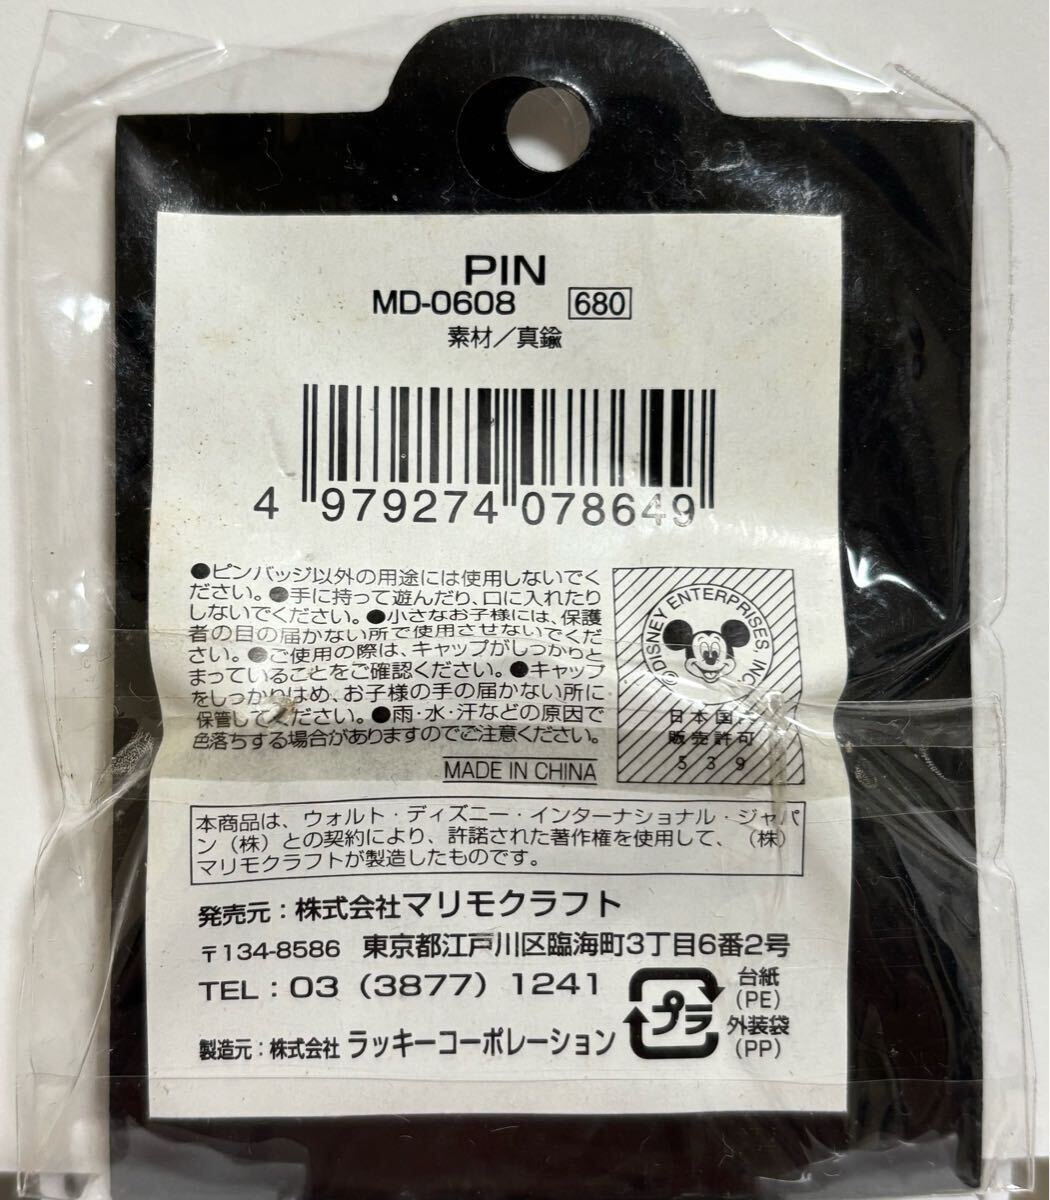 PIN
MD-0608 680
素材／真鍮
4 979274 078649
●ピンバッジ以外の用途には使用しないでく
ださい。●手に持って遊んだり、口に入れたり
しないでください。●小さなお子様には、保護
者の目の届かない所で使用させないでくだ
さい。●ご使用の際は、キャップがしっかりと
まっていることをご確認ください。●キャップ
をしっかりはめ、お子様の手の届かない所に
保管してください。●雨・水・汗などの原因で
色落ちする場合がありますのでご注意ください。
MADE IN CHINA
©DISNEY ENTERPRISES, INC.
日本国内
販売許可
539
本商品は、ウォルト・ディズニー・インターナショナル・ジャパ
ン（株）との契約により、許諾された著作権を使用して、（株）
マリモクラフトが製造したものです。
発売元：株式会社マリモクラフト
〒134-8586 東京都江戸川区臨海町3丁目6番2号
TEL：03（3877）1241
製造元：株式会社 ラッキーコーポレーション
プラ
台紙
(PE)
外装袋
(PP)